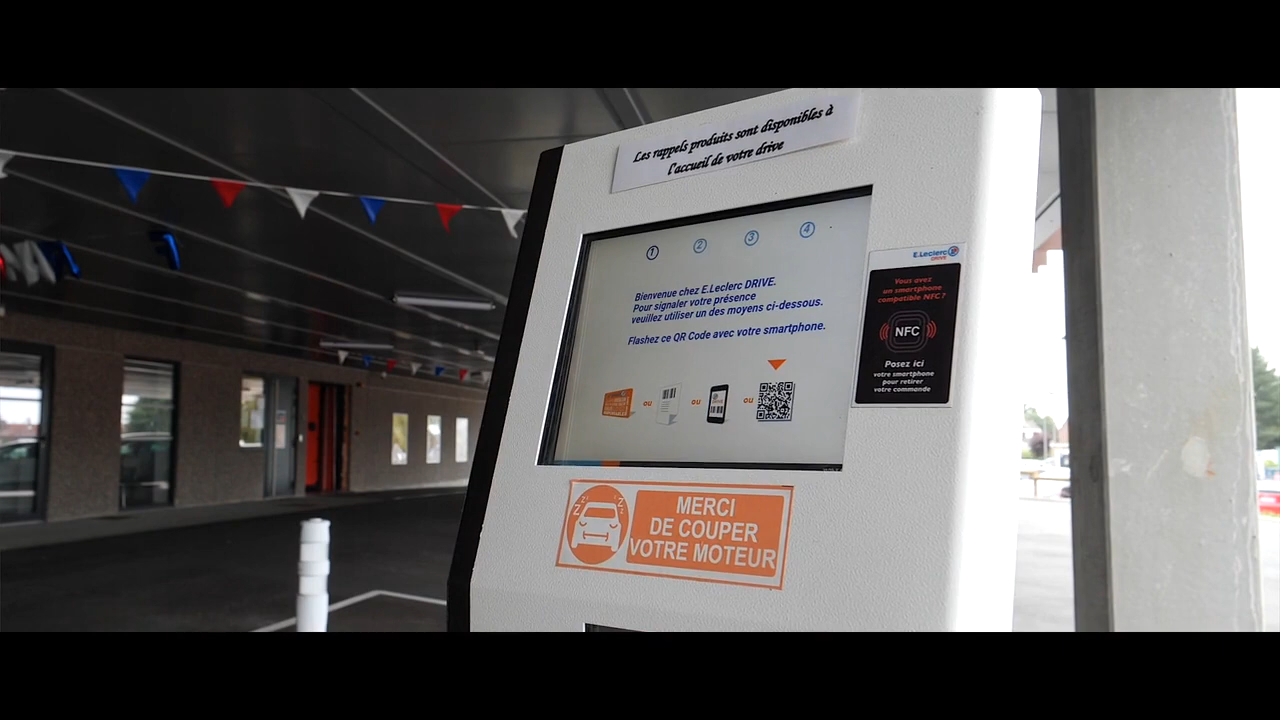 Les rappels produits sont disponibles à
l'accueil de votre drive
1 2 3 4
Bienvenue chez E.Leclerc DRIVE.
Pour signaler votre présence
veuillez utiliser un des moyens ci-dessous.
Flashez ce QR Code avec votre smartphone.
ou ou ou
E.Leclerc
DRIVE
Vous avez
un smartphone
compatible NFC?
NFC
Posez ici
votre smartphone
pour retirer
votre commande
Z Z Z Z
MERCI
DE COUPER
VOTRE MOTEUR